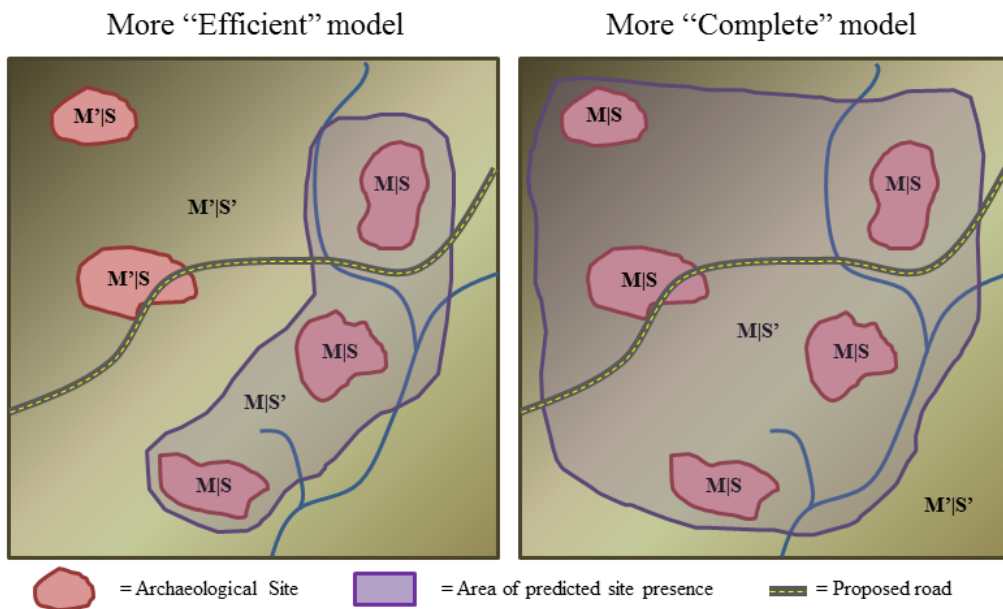 More “Efficient” model
More “Complete” model
M’|S
M|S
M’|S’
M’|S
M|S
M|S’
M|S
M|S
M|S
M|S
M|S’
M|S
M|S
M’|S’
= Archaeological Site
= Area of predicted site presence
= Proposed road